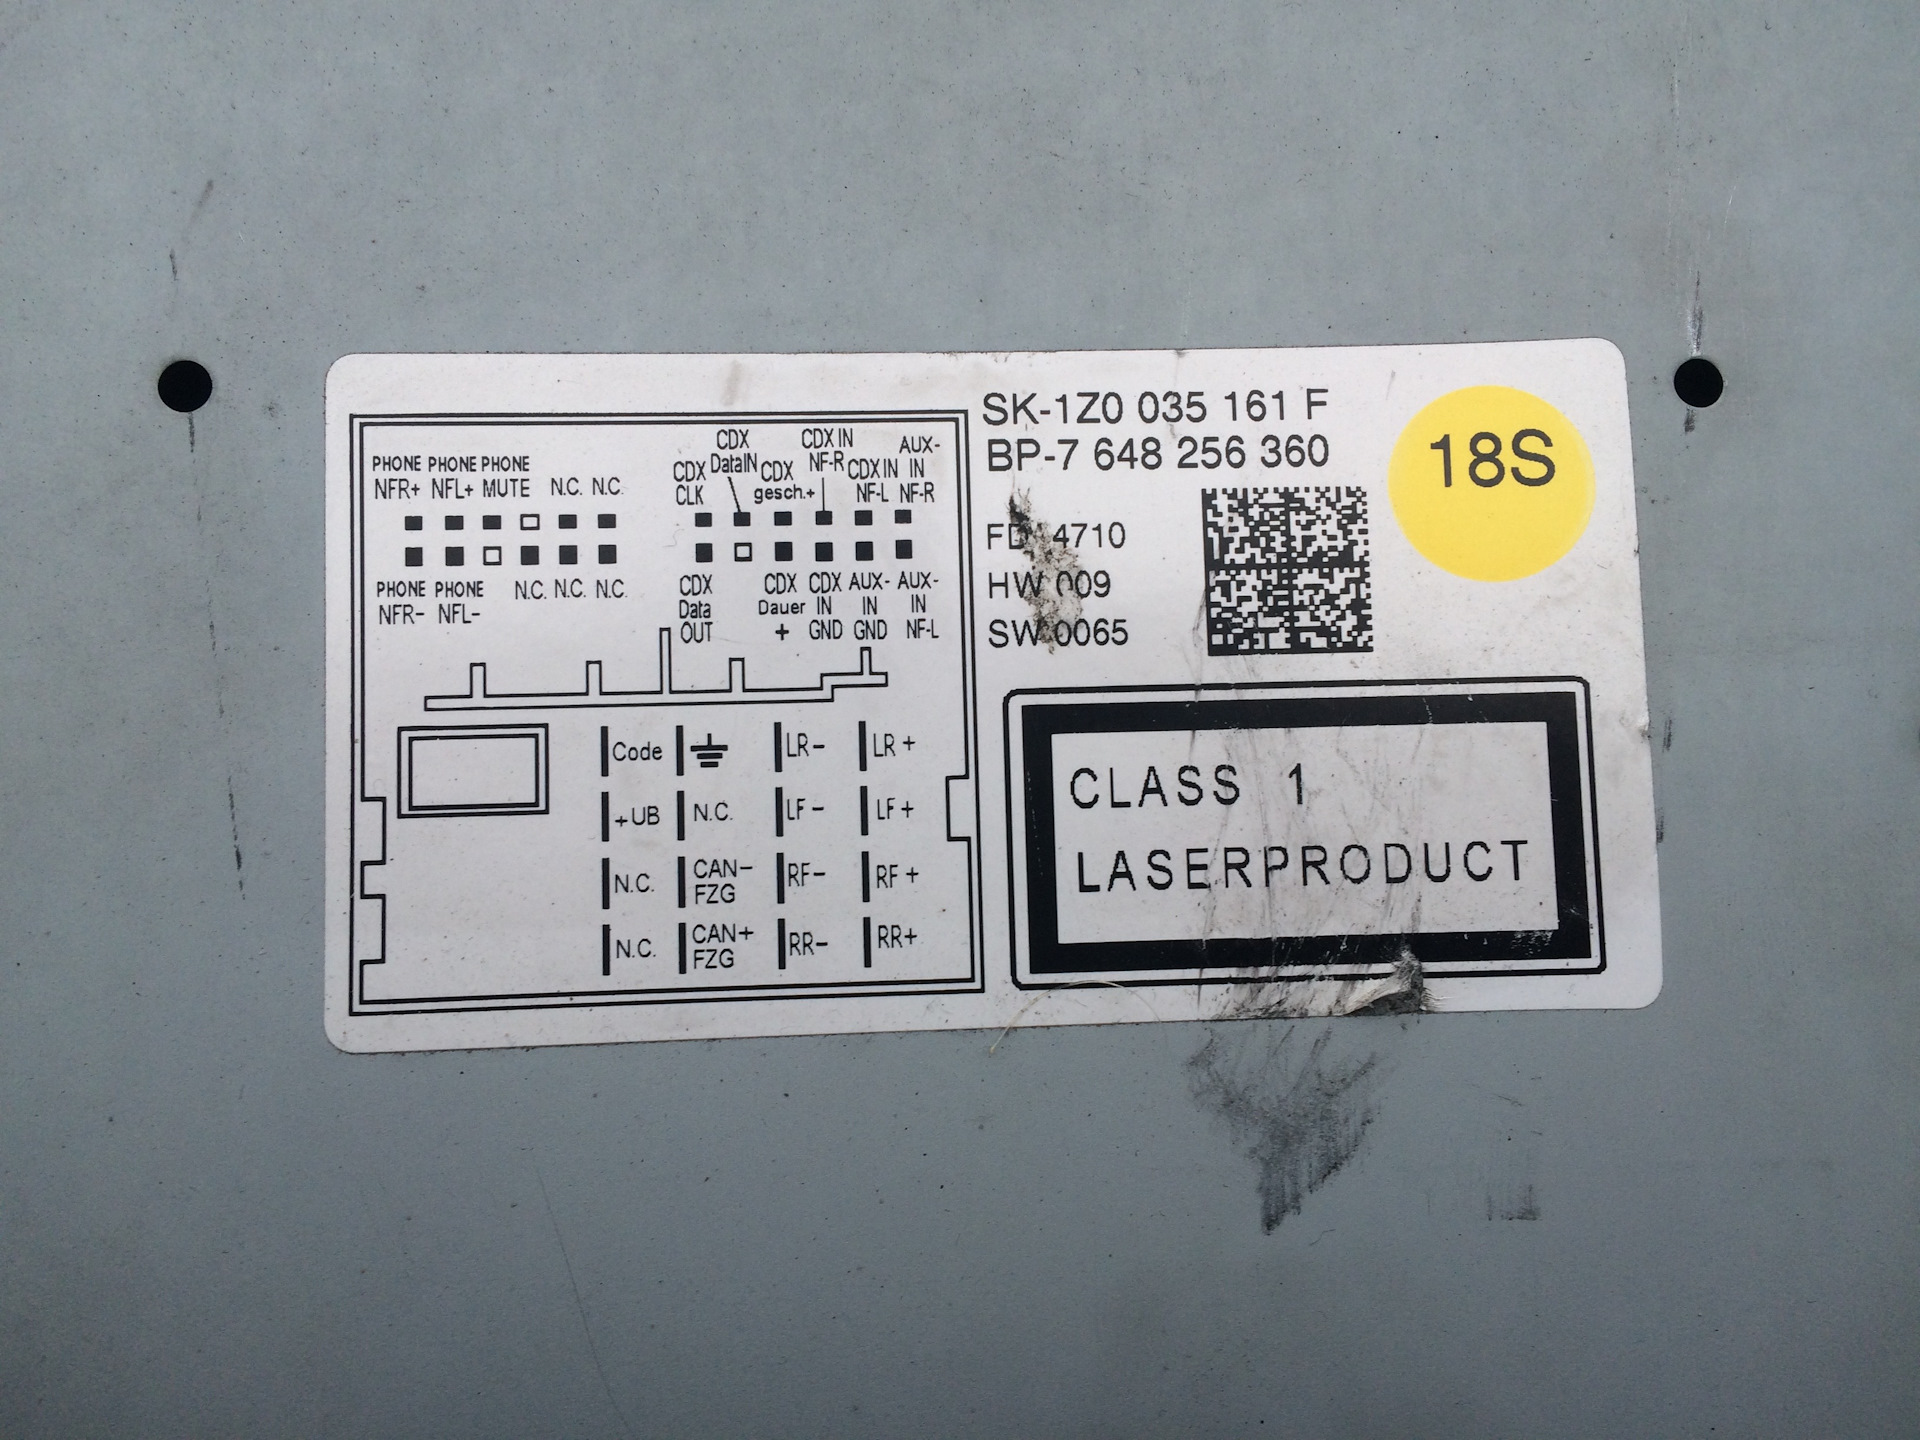 SK-1Z0 035 161 F
BP-7 648 256 360
18S
FD 4710
HW 009
SW 0065
CLASS 1
LASERPRODUCT
PHONE PHONE PHONE
NFR+ NFL+ MUTE N.C. N.C.
PHONE PHONE
NFR- NFL- N.C. N.C. N.C.
CDX CLK
CDX DataIN
CDX gesch.+
CDX IN NF-R
CDX IN NF-L
AUX-IN NF-R
CDX Data OUT
CDX Dauer +
CDX IN GND
AUX-IN GND
AUX-IN NF-L
Code LR- LR+
+UB N.C. LF- LF+
N.C. CAN- FZG RF- RF+
N.C. CAN+ FZG RR- RR+